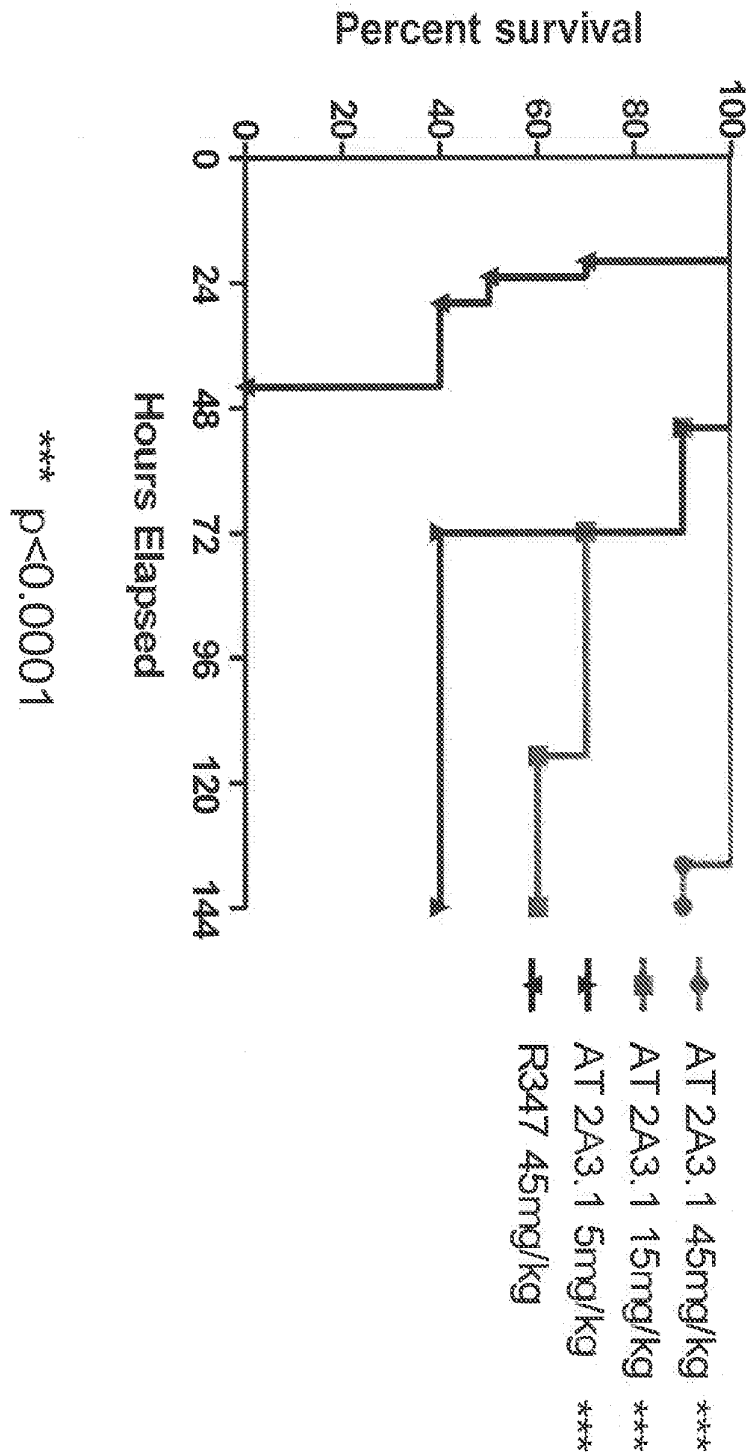 Percent survival
100
80
60
40
20
0
0 24 48 72 96 120 144
Hours Elapsed
AT 2A3.1 45mg/kg ***
AT 2A3.1 15mg/kg ***
AT 2A3.1 5mg/kg ***
R347 45mg/kg
*** p<0.0001